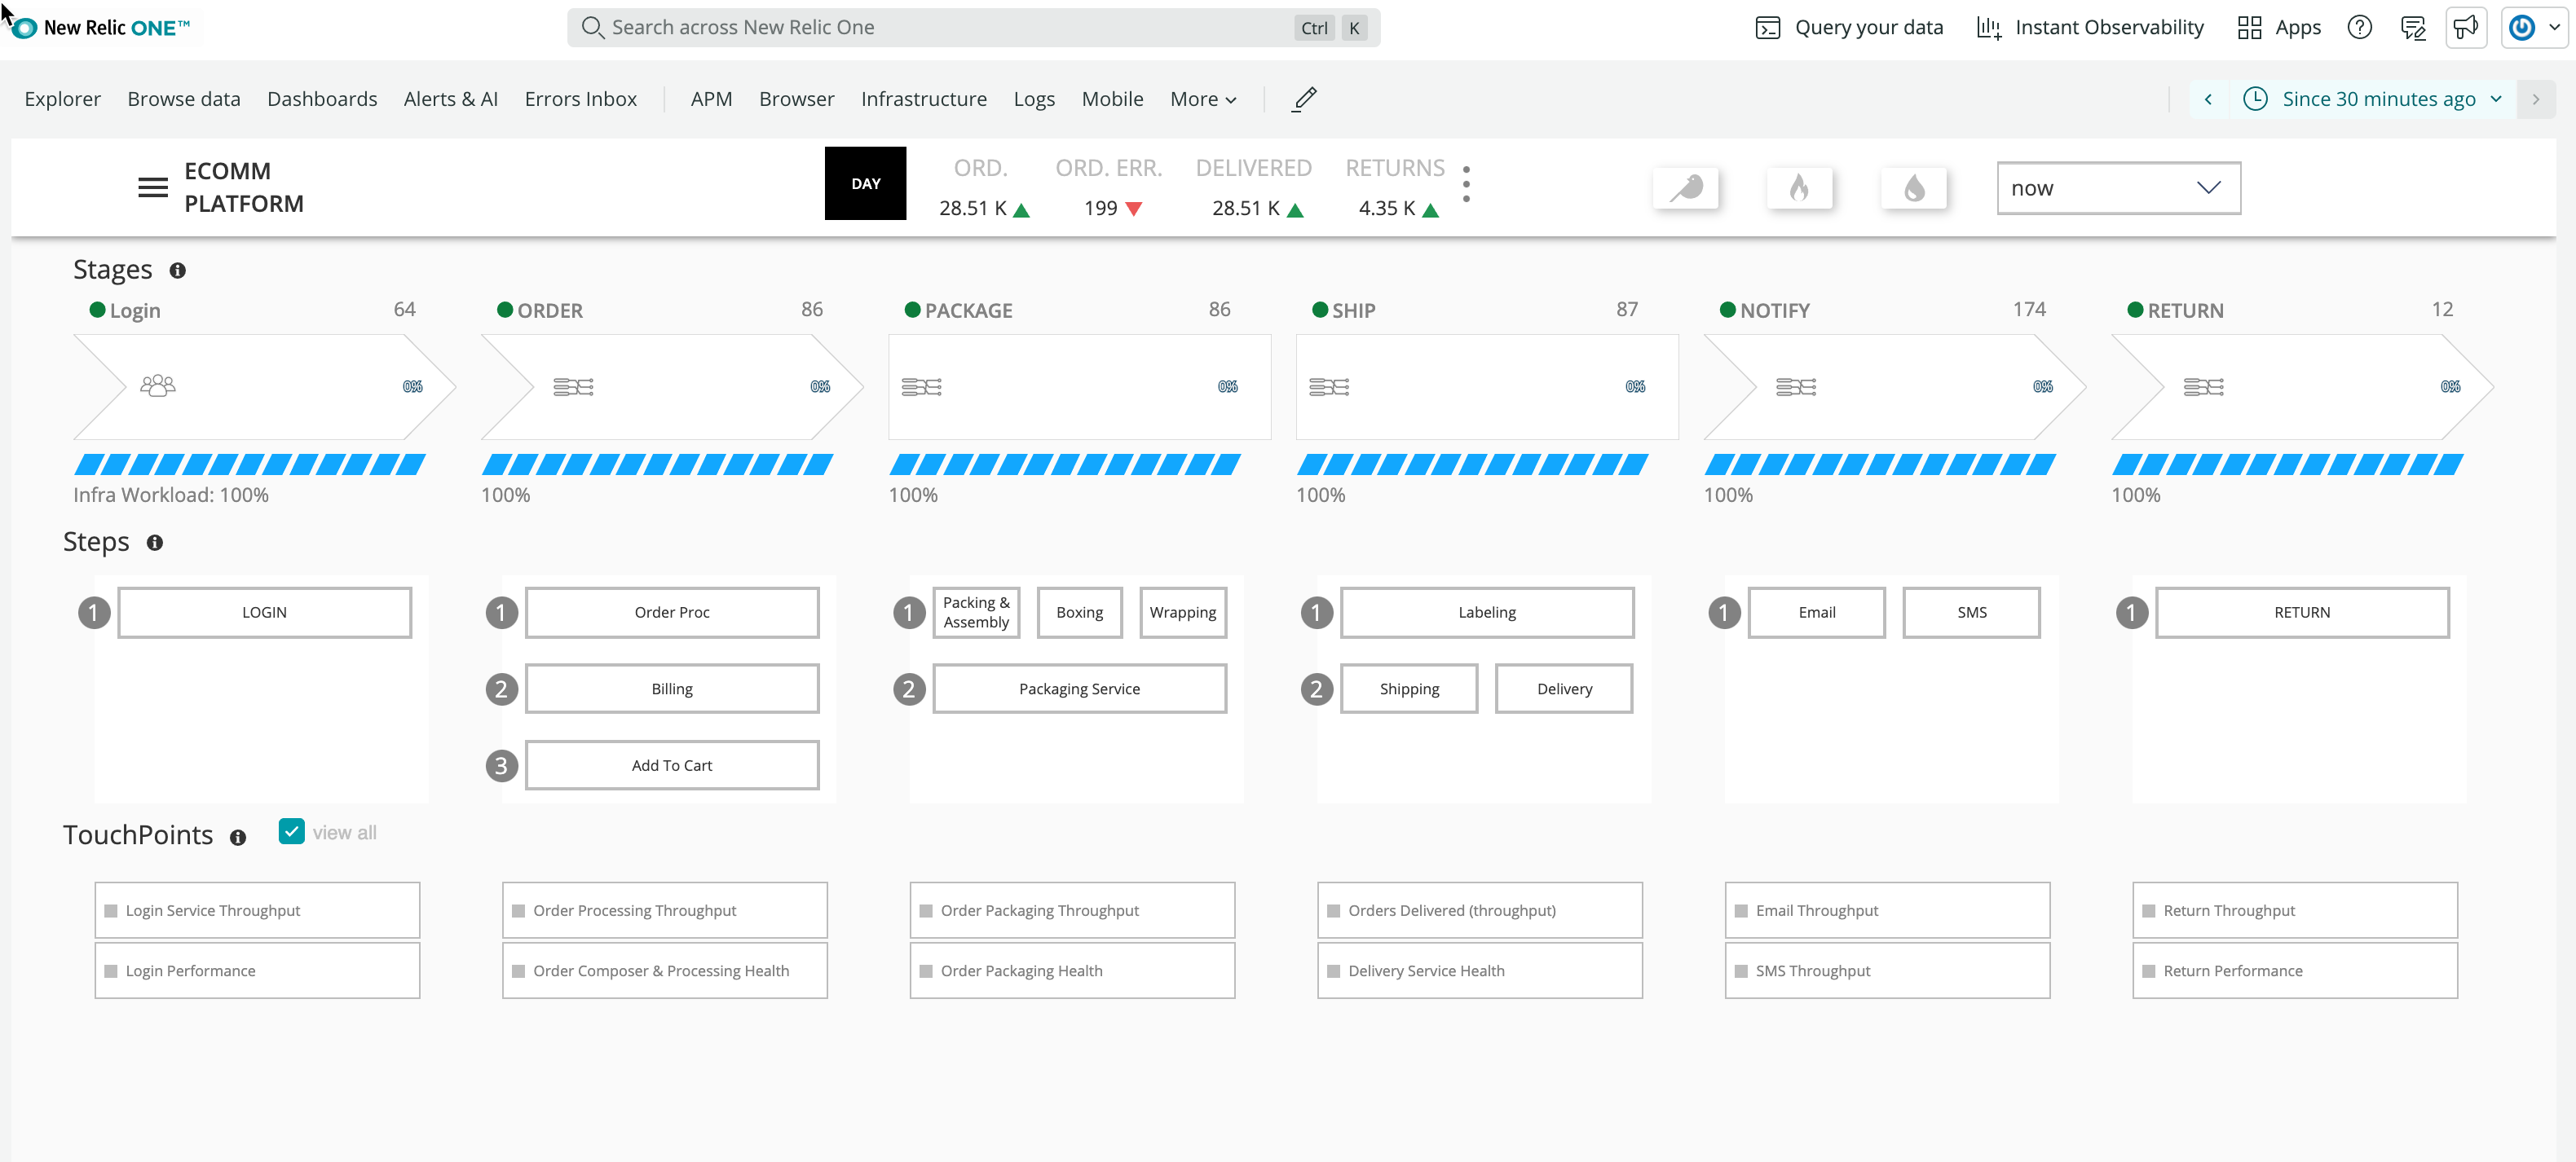 New Relic ONE™
Search across New Relic One
Ctrl K
Query your data
Instant Observability
Apps
Explorer
Browse data
Dashboards
Alerts & AI
Errors Inbox
APM
Browser
Infrastructure
Logs
Mobile
More
Since 30 minutes ago
ECOMM
PLATFORM
DAY
ORD.
ORD. ERR.
DELIVERED
RETURNS
28.51 K
199
28.51 K
4.35 K
now
Stages
Login 64
ORDER 86
PACKAGE 86
SHIP 87
NOTIFY 174
RETURN 12
0%
0%
0%
0%
0%
0%
Infra Workload: 100%
100%
100%
100%
100%
100%
Steps
1 LOGIN
1 Order Proc
2 Billing
3 Add To Cart
1 Packing &
Assembly
Boxing
Wrapping
2 Packaging Service
1 Labeling
2 Shipping
Delivery
1 Email
SMS
1 RETURN
TouchPoints
view all
Login Service Throughput
Login Performance
Order Processing Throughput
Order Composer & Processing Health
Order Packaging Throughput
Order Packaging Health
Orders Delivered (throughput)
Delivery Service Health
Email Throughput
SMS Throughput
Return Throughput
Return Performance